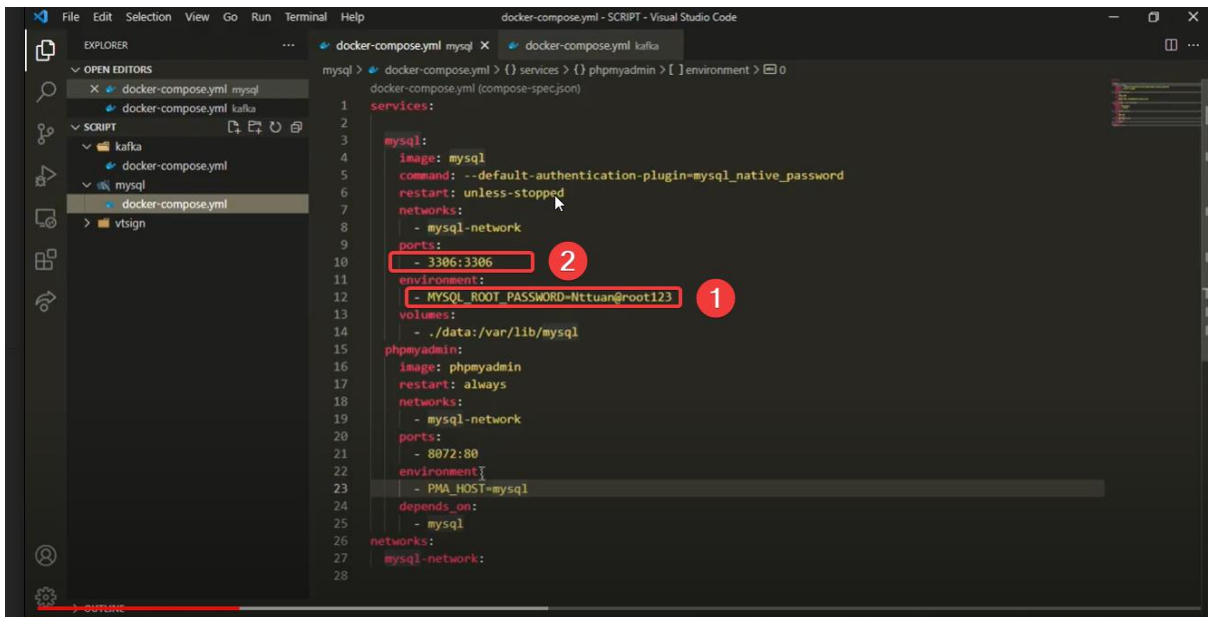 File Edit Selection View Go Run Terminal Help
docker-compose.yml - SCRIPT - Visual Studio Code
EXPLORER
OPEN EDITORS
docker-compose.yml mysql
docker-compose.yml kafka
SCRIPT
kafka
docker-compose.yml
mysql
docker-compose.yml
vtsign
OUTLINE
docker-compose.yml mysql
docker-compose.yml kafka
mysql > docker-compose.yml > {} services > {} phpmyadmin > [ ] environment > 0
docker-compose.yml (compose-spec.json)
1 services:
2
3 mysql:
4 image: mysql
5 command: --default-authentication-plugin=mysql_native_password
6 restart: unless-stopped
7 networks:
8 - mysql-network
9 ports:
10 - 3306:3306
2
11 environment:
12 - MYSQL_ROOT_PASSWORD=Nttuan@root123
1
13 volumes:
14 - ./data:/var/lib/mysql
15 phpmyadmin:
16 image: phpmyadmin
17 restart: always
18 networks:
19 - mysql-network
20 ports:
21 - 8072:80
22 environment:
23 - PMA_HOST=mysql
24 depends_on:
25 - mysql
26 networks:
27 mysql-network:
28